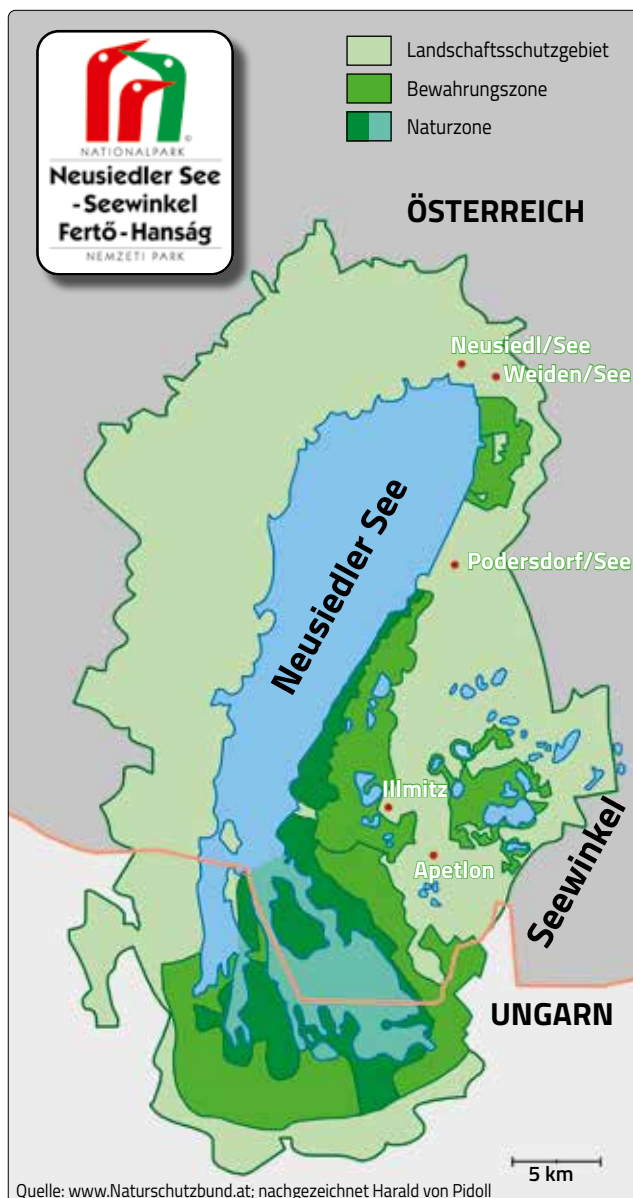 NATIONALPARK
Neusiedler See
- Seewinkel
Fertő - Hanság
NEMZETI PARK
©
Landschaftsschutzgebiet
Bewahrungszone
Naturzone
ÖSTERREICH
Neusiedl/See
Weiden/See
Neusiedler See
Podersdorf/See
Illmitz
Apetlon
Seewinkel
UNGARN
5 km
Quelle: www.Naturschutzbund.at; nachgezeichnet Harald von Pidoll